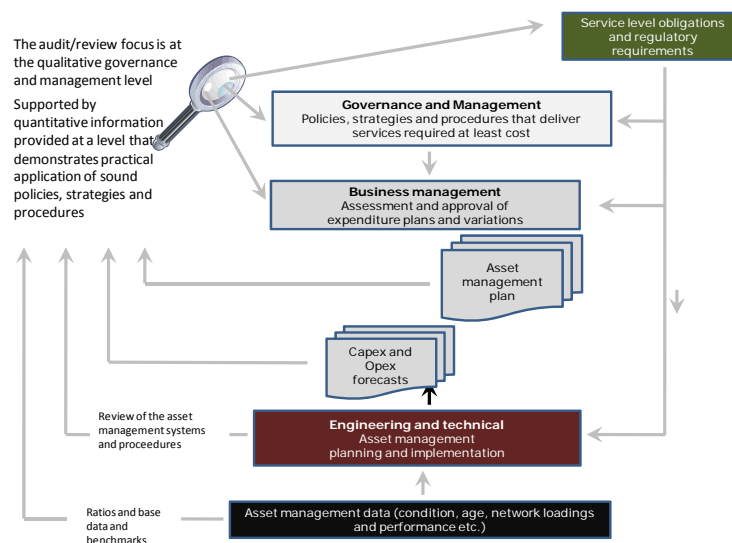 The audit/review focus is at
the qualitative governance
and management level
Supported by
quantitative information
provided at a level that
demonstrates practical
application of sound
policies, strategies and
procedures
Service level obligations
and regulatory
requirements
Governance and Management
Policies, strategies and procedures that deliver
services required at least cost
Business management
Assessment and approval of
expenditure plans and variations
Asset
management
plan
Capex and
Opex
forecasts
Review of the asset
management systems
and proceedures
Engineering and technical
Asset management
planning and implementation
Ratios and base
data and
benchmarks
Asset management data (condition, age, network loadings
and performance etc.)